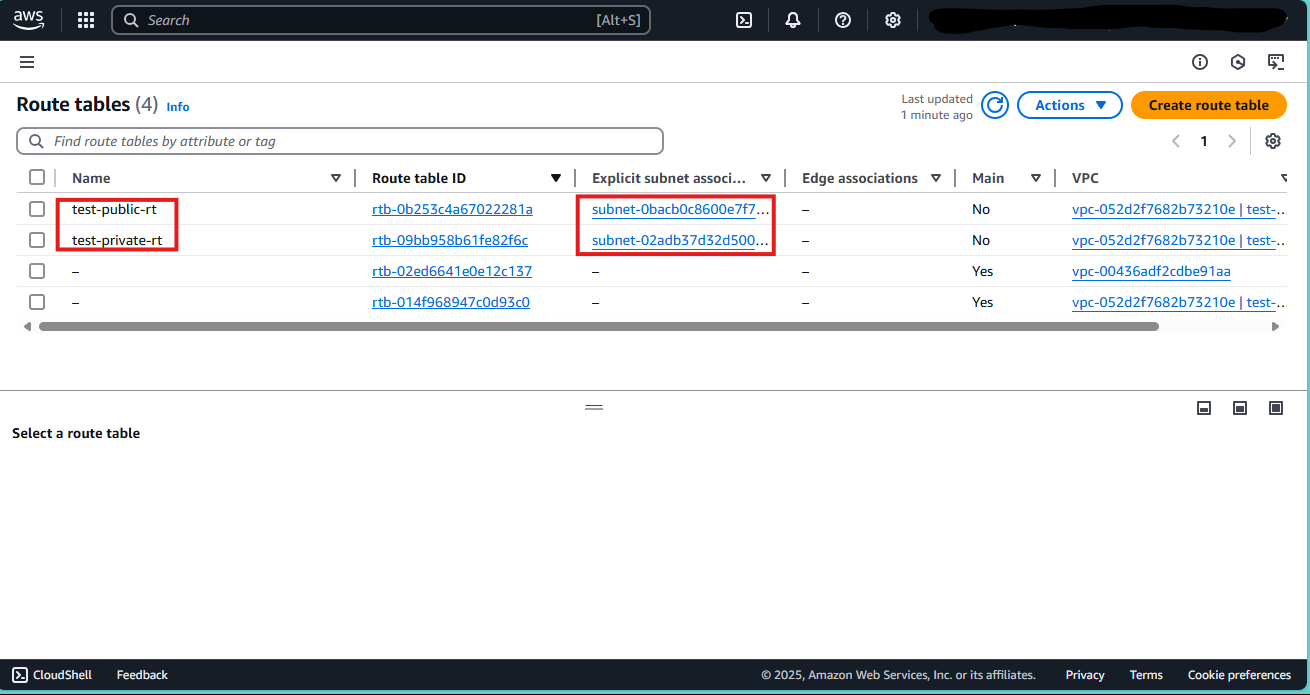 aws Search [Alt+S]
Route tables (4) Info
Last updated
1 minute ago
Actions Create route table
Find route tables by attribute or tag
1
Name Route table ID Explicit subnet associ... Edge associations Main VPC
test-public-rt rtb-0b253c4a67022281a subnet-0bacb0c8600e7f7... – No vpc-052d2f7682b73210e | test-...
test-private-rt rtb-09bb958b61fe82f6c subnet-02adb37d32d500... – No vpc-052d2f7682b73210e | test-...
– rtb-02ed6641e0e12c137 – – Yes vpc-00436adf2cdbe91aa
– rtb-014f968947c0d93c0 – – Yes vpc-052d2f7682b73210e | test-...
Select a route table
CloudShell Feedback © 2025, Amazon Web Services, Inc. or its affiliates. Privacy Terms Cookie preferences